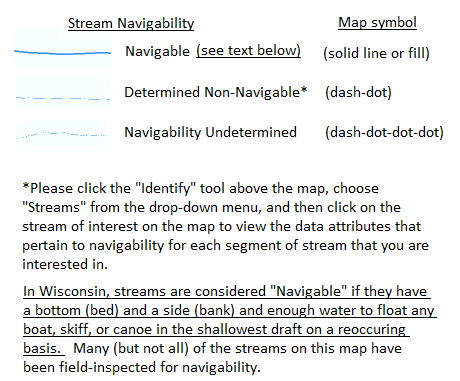 Stream Navigability Map symbol
Navigable (see text below) (solid line or fill)
Determined Non-Navigable* (dash-dot)
Navigability Undetermined (dash-dot-dot-dot)
*Please click the "Identify" tool above the map, choose
"Streams" from the drop-down menu, and then click on the
stream of interest on the map to view the data attributes that
pertain to navigability for each segment of stream that you are
interested in.
In Wisconsin, streams are considered "Navigable" if they have
a bottom (bed) and a side (bank) and enough water to float any
boat, skiff, or canoe in the shallowest draft on a reoccuring
basis. Many (but not all) of the streams on this map have
been field-inspected for navigability.